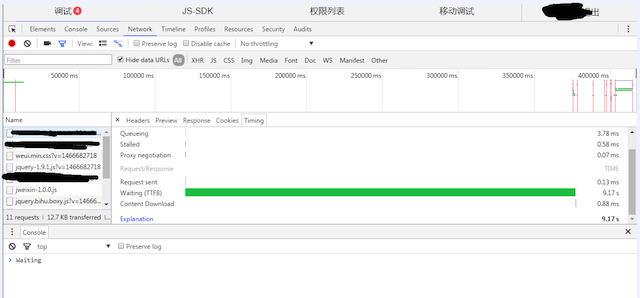 调试 4 JS-SDK 权限列表 移动调试 出
Elements Console Sources Network Timeline Profiles Resources Security Audits
View: Preserve log Disable cache No throttling
Filter Hide data URLs All XHR JS CSS Img Media Font Doc WS Manifest Other
50000 ms 100000 ms 150000 ms 200000 ms 250000 ms 300000 ms 350000 ms 400000 ms
Name × Headers Preview Response Cookies Timing
Queueing 3.78 ms
Stalled 0.58 ms
weui.min.css?v=1466682718 Proxy negotiation 0.07 ms
jquery-1.9.1.js?v=1466682718 Request/Response TIME
Request sent 0.13 ms
jweixin-1.0.0.js Waiting (TTFB) 9.17 s
jquery.bihu.boxy.js?v=14666... Content Download 0.88 ms
11 requests | 12.7 KB transferred Explanation 9.17 s
Console ×
top Preserve log
> Waiting